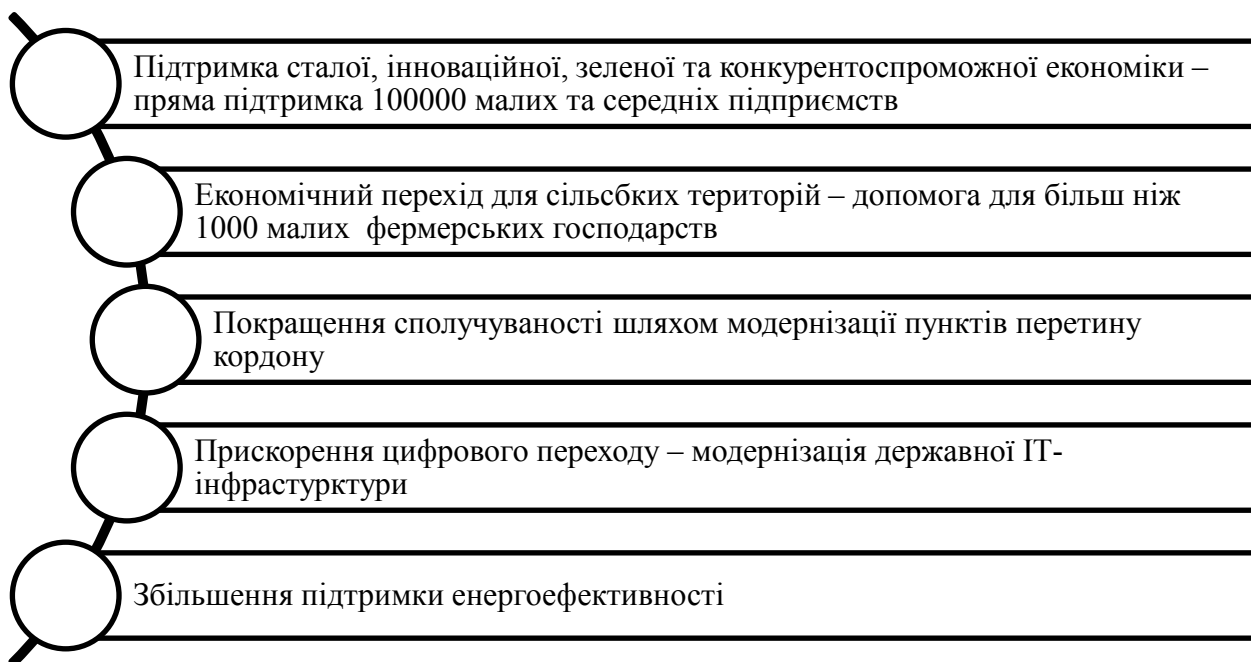 Підтримка сталої, інноваційної, зеленої та конкурентоспроможної економіки –
пряма підтримка 100000 малих та середніх підприємств
Економічний перехід для сільсбких територій – допомога для більш ніж
1000 малих  фермерських господарств
Покращення сполучуваності шляхом модернізації пунктів перетину
кордону
Прискорення цифрового переходу – модернізація державної ІТ-
інфрастурктури
Збільшення підтримки енергоефективності